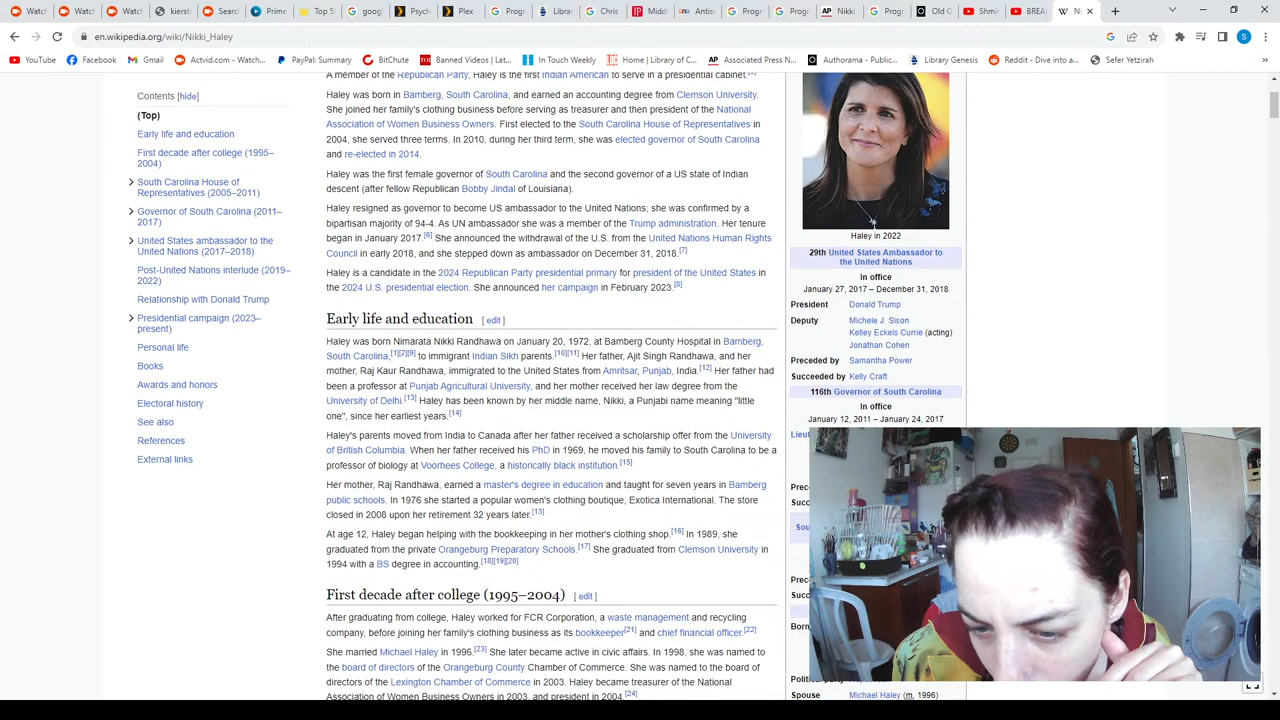 Watch
Watch
Watch
kierst
Searc
Prime
Top 5
googl
Psych
Plex
Progr
Librar
Chris
Midd
Antis
Progr
Progr
Nikki
Progr
Old G
Shmi
BREA
en.wikipedia.org/wiki/Nikki_Haley
S
YouTube
Facebook
Gmail
Actvid.com - Watch...
PayPal: Summary
BitChute
Banned Videos | Lat...
In Touch Weekly
Home | Library of C...
Associated Press N...
Authorama - Public...
Library Genesis
Reddit - Dive into a...
Sefer Yetzirah
Contents [hide]
(Top)
Early life and education
First decade after college (1995–
2004)
South Carolina House of
Representatives (2005–2011)
Governor of South Carolina (2011–
2017)
United States ambassador to the
United Nations (2017–2018)
Post-United Nations interlude (2019–
2022)
Relationship with Donald Trump
Presidential campaign (2023–
present)
Personal life
Books
Awards and honors
Electoral history
See also
References
External links
A member of the Republican Party, Haley is the first Indian American to serve in a presidential cabinet.
Haley was born in Bamberg, South Carolina, and earned an accounting degree from Clemson University.
She joined her family's clothing business before serving as treasurer and then president of the National
Association of Women Business Owners. First elected to the South Carolina House of Representatives in
2004, she served three terms. In 2010, during her third term, she was elected governor of South Carolina
and re-elected in 2014.
Haley was the first female governor of South Carolina and the second governor of a US state of Indian
descent (after fellow Republican Bobby Jindal of Louisiana).
Haley resigned as governor to become US ambassador to the United Nations; she was confirmed by a
bipartisan majority of 94-4. As UN ambassador she was a member of the Trump administration. Her tenure
began in January 2017.[6] She announced the withdrawal of the U.S. from the United Nations Human Rights
Council in early 2018, and she stepped down as ambassador on December 31, 2018.[7]
Haley is a candidate in the 2024 Republican Party presidential primary for president of the United States in
the 2024 U.S. presidential election. She announced her campaign in February 2023.[8]
Early life and education [ edit ]
Haley was born Nimarata Nikki Randhawa on January 20, 1972, at Bamberg County Hospital in Bamberg,
South Carolina,[1][2][9] to immigrant Indian Sikh parents.[10][11] Her father, Ajit Singh Randhawa, and her
mother, Raj Kaur Randhawa, immigrated to the United States from Amritsar, Punjab, India.[12] Her father had
been a professor at Punjab Agricultural University, and her mother received her law degree from the
University of Delhi.[13] Haley has been known by her middle name, Nikki, a Punjabi name meaning "little
one", since her earliest years.[14]
Haley's parents moved from India to Canada after her father received a scholarship offer from the University
of British Columbia. When her father received his PhD in 1969, he moved his family to South Carolina to be a
professor of biology at Voorhees College, a historically black institution.[15]
Her mother, Raj Randhawa, earned a master's degree in education and taught for seven years in Bamberg
public schools. In 1976 she started a popular women's clothing boutique, Exotica International. The store
closed in 2008 upon her retirement 32 years later.[13]
At age 12, Haley began helping with the bookkeeping in her mother's clothing shop.[16] In 1989, she
graduated from the private Orangeburg Preparatory Schools.[17] She graduated from Clemson University in
1994 with a BS degree in accounting.[18][19][20]
First decade after college (1995–2004) [ edit ]
After graduating from college, Haley worked for FCR Corporation, a waste management and recycling
company, before joining her family's clothing business as its bookkeeper[21] and chief financial officer.[22]
She married Michael Haley in 1996.[23] She later became active in civic affairs. In 1998, she was named to
the board of directors of the Orangeburg County Chamber of Commerce. She was named to the board of
directors of the Lexington Chamber of Commerce in 2003. Haley became treasurer of the National
Association of Women Business Owners in 2003, and president in 2004.[24]
Haley in 2022
29th United States Ambassador to
the United Nations
In office
January 27, 2017 – December 31, 2018
President Donald Trump
Deputy Michele J. Sison
Kelley Eckels Currie (acting)
Jonathan Cohen
Preceded by Samantha Power
Succeeded by Kelly Craft
116th Governor of South Carolina
In office
January 12, 2011 – January 24, 2017
Lieut
Prec
Succ
Sou
Prec
Succ
Born
Spouse Michael Haley (m. 1996)